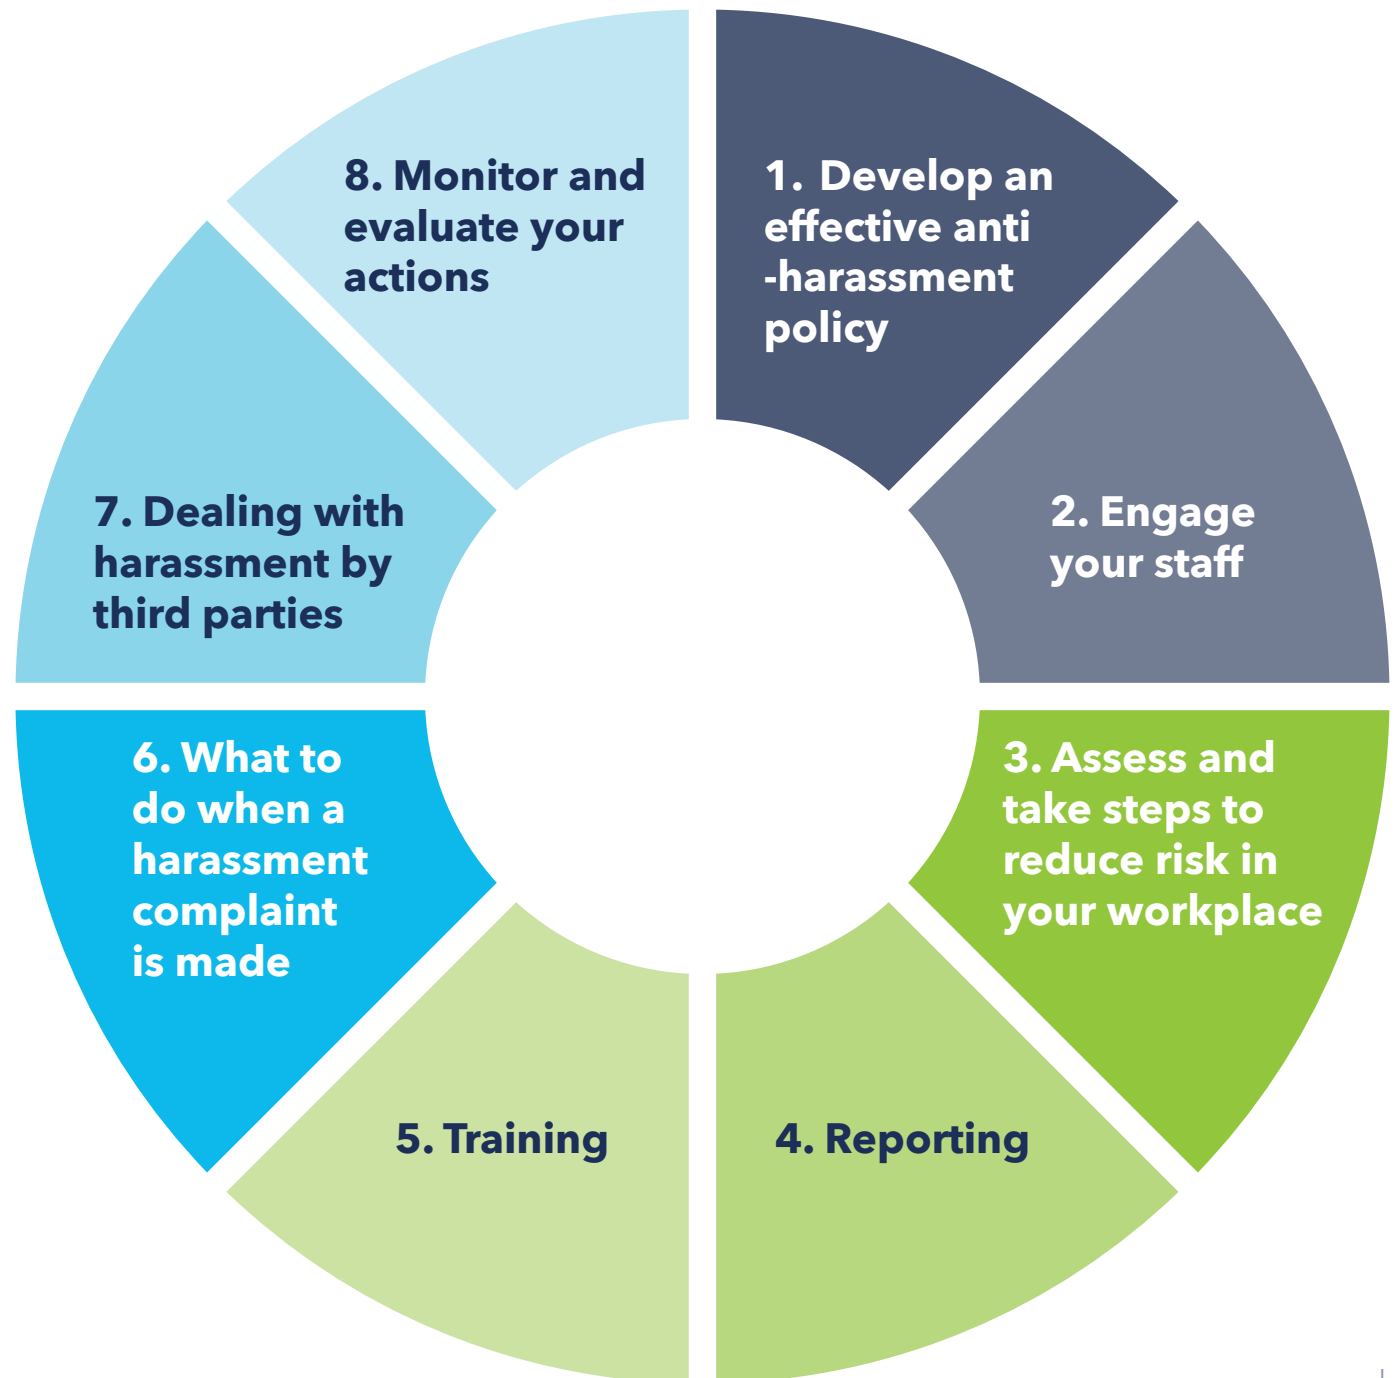 1. Develop an
effective anti
-harassment
policy
2. Engage
your staff
3. Assess and
take steps to
reduce risk in
your workplace
4. Reporting
5. Training
6. What to
do when a
harassment
complaint
is made
7. Dealing with
harassment by
third parties
8. Monitor and
evaluate your
actions